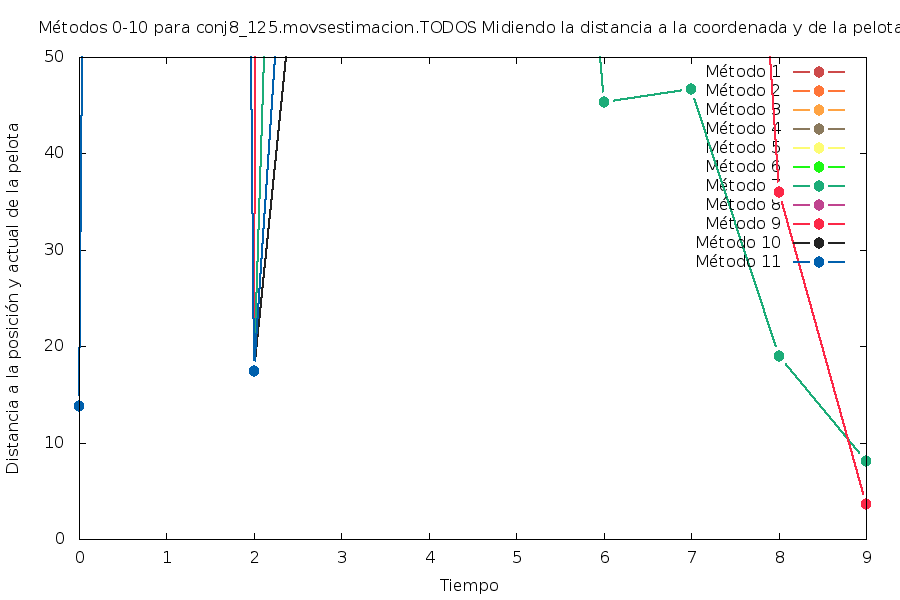 Métodos 0-10 para conj8_125.movsestimacion.TODOS Midiendo la distancia a la coordenada y de la pelota
50
40
30
20
10
0
0 1 2 3 4 5 6 7 8 9
Distancia a la posición y actual de la pelota
Tiempo
Método 1
Método 2
Método 3
Método 4
Método 5
Método 6
Método 7
Método 8
Método 9
Método 10
Método 11